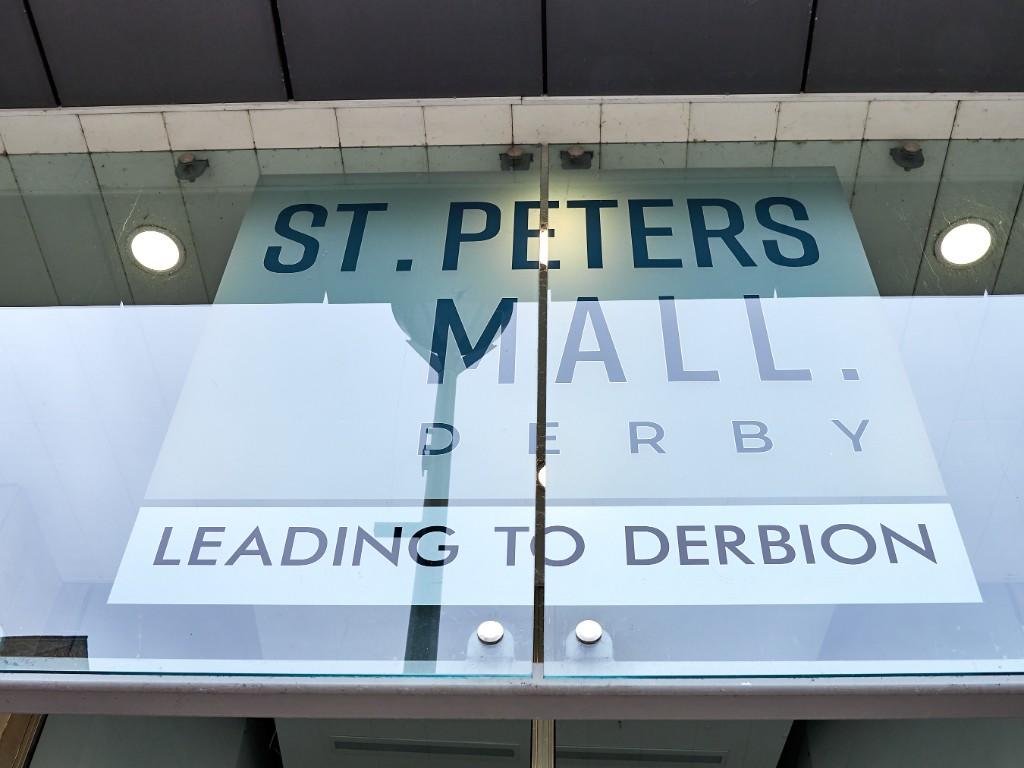 ST. PETERS
MALL.
DERBY
LEADING TO DERBION